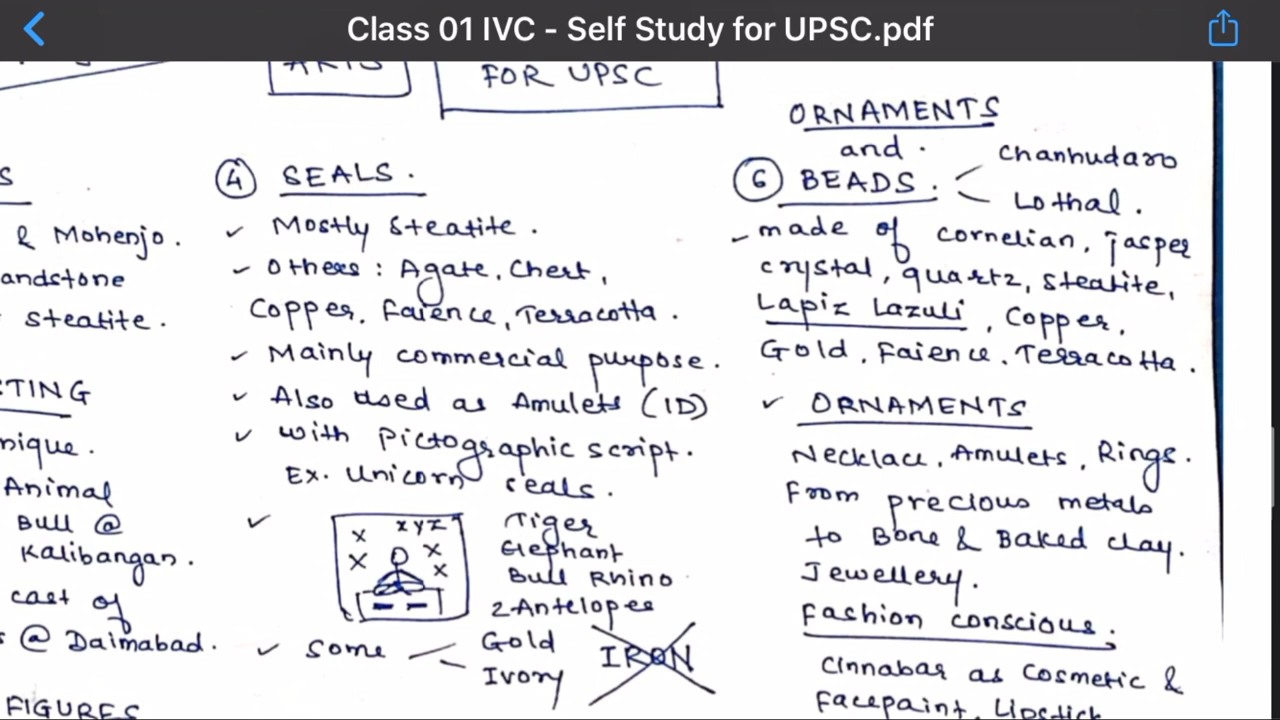 Class 01 IVC - Self Study for UPSC.pdf
ARTS
FOR UPSC
S
& Mohenjo.
andstone
steatite.
TING
nique.
Animal
Bull @
Kalibangan.
cast of
s @ Daimabad.
FIGURES
4 SEALS.
Mostly steatite.
Others: Agate, Chert,
Copper, Faience, Terracotta.
Mainly commercial purpose.
Also used as Amulets (ID)
with Pictographic script.
Ex. Unicorn seals.
x x y z
x x
x
Tiger
Elephant
Bull Rhino
2 Antelopes
Some Gold
Ivory
IRON
ORNAMENTS
and
6 BEADS. Chanhudaro
Lothal.
made of cornelian, jasper
crystal, quartz, steatite,
Lapiz Lazuli, Copper,
Gold, Faience, Terracotta.
ORNAMENTS
Necklace, Amulets, Rings.
From precious metals
to Bone & Baked clay.
Jewellery.
Fashion conscious.
Cinnabar as Cosmetic &
Facepaint, Lipstick